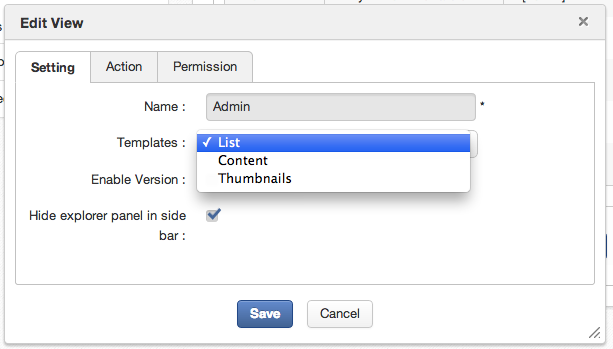 Edit View
Setting Action Permission
Name : Admin *
Templates : ✓ List
Content
Enable Version : Thumbnails
Hide explorer panel in side
bar :
Save Cancel